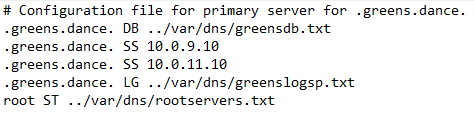 # Configuration file for primary server for .greens.dance.
.greens.dance. DB ../var/dns/greensdb.txt
.greens.dance. SS 10.0.9.10
.greens.dance. SS 10.0.11.10
.greens.dance. LG ../var/dns/greenslogsp.txt
root ST ../var/dns/rootservers.txt